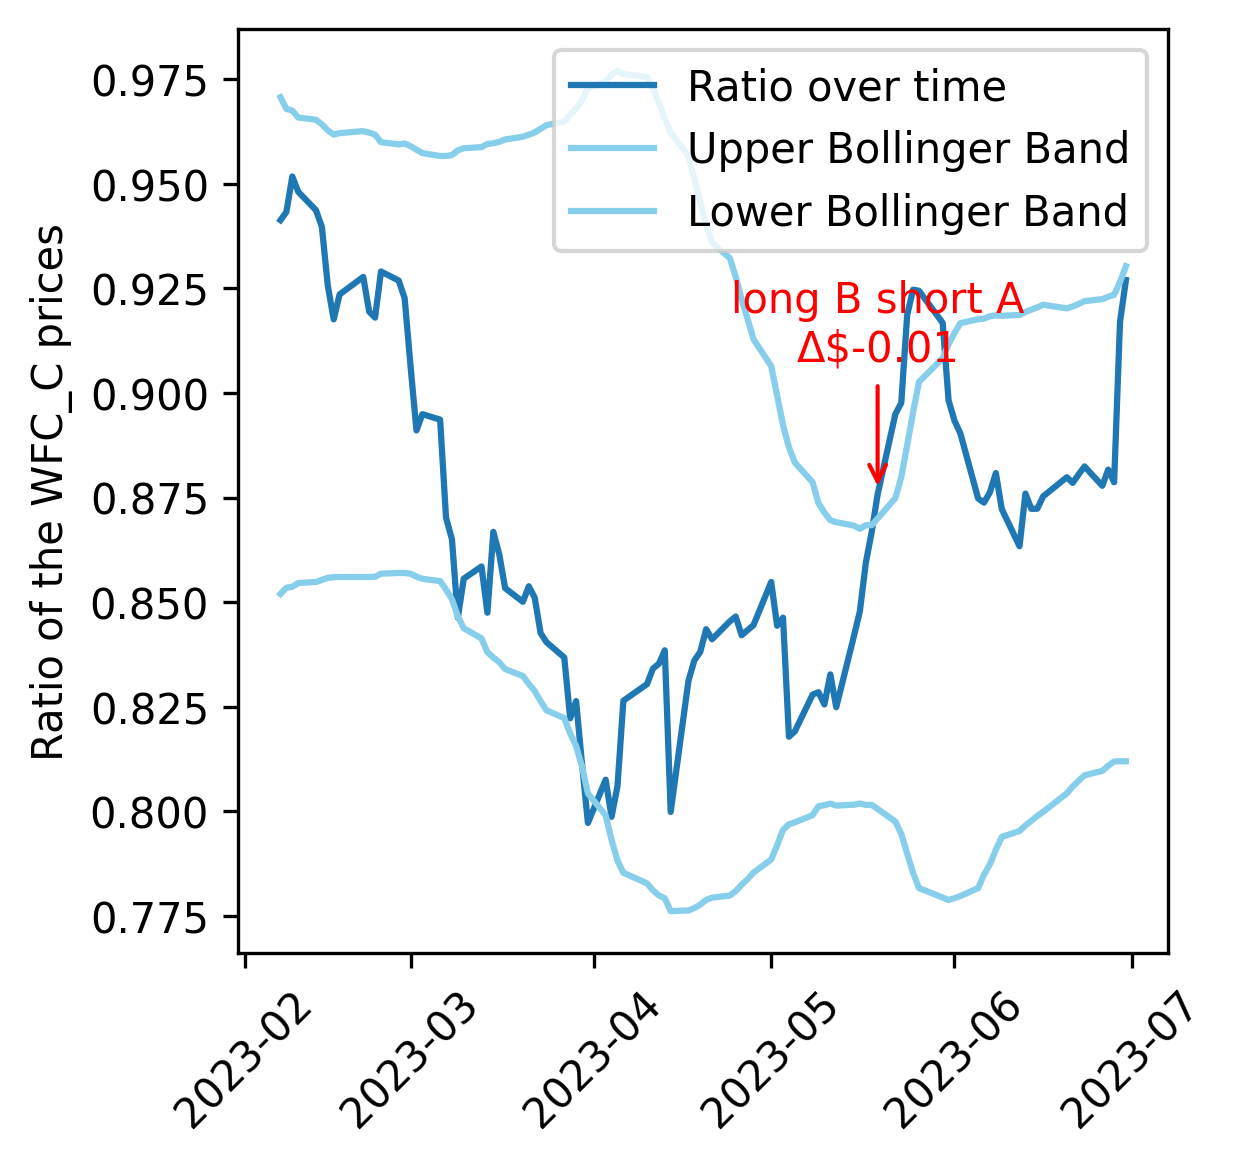 Ratio of the WFC_C prices
0.975
0.950
0.925
0.900
0.875
0.850
0.825
0.800
0.775
Ratio over time
Upper Bollinger Band
Lower Bollinger Band
long B short A
Δ$-0.01
2023-02
2023-03
2023-04
2023-05
2023-06
2023-07